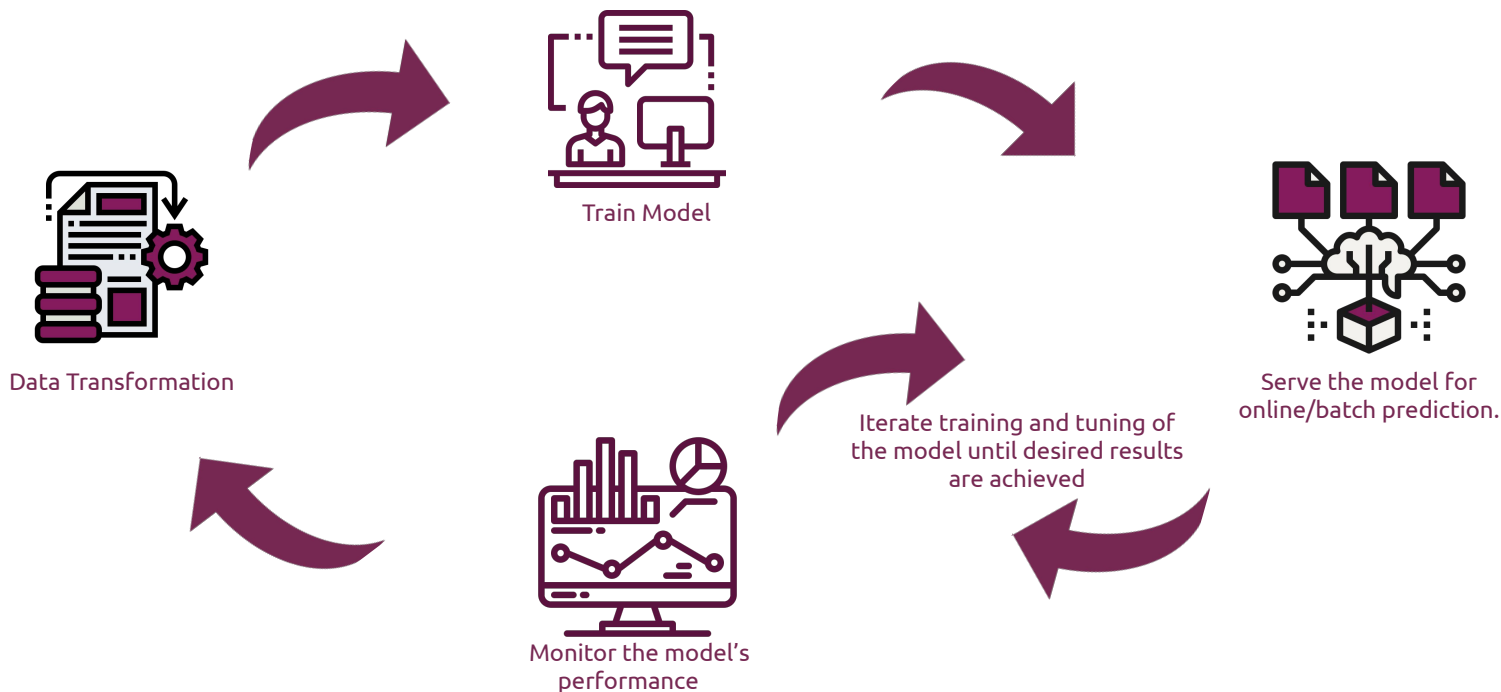 Train Model
Data Transformation
Serve the model for
online/batch prediction.
Iterate training and tuning of
the model until desired results
are achieved
Monitor the model’s
performance